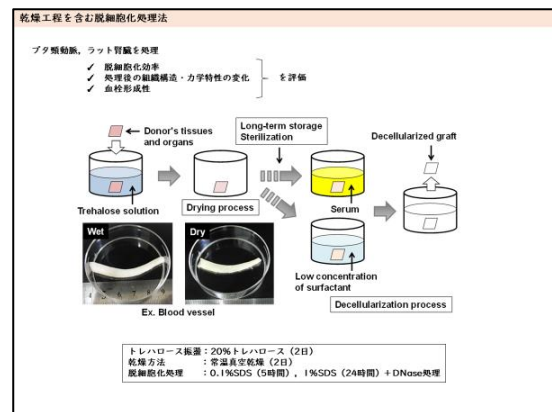 乾燥工程を含む脱細胞化処理法
ブタ頸動脈，ラット腎臓を処理
✓ 脱細胞化効率
✓ 処理後の組織構造・力学特性の変化
✓ 血栓形成性
を評価
Donor's tissues
and organs
Long-term storage
Sterilization
Decellularized graft
Trehalose solution
Drying process
Serum
Wet
Dry
Low concentration
of surfactant
Decellularization process
Ex. Blood vessel
トレハロース振盪：20%トレハロース（2日）
乾燥方法　　　：常温真空乾燥（2日）
脱細胞化処理　：0.1%SDS（5時間），1%SDS（24時間）＋DNase処理